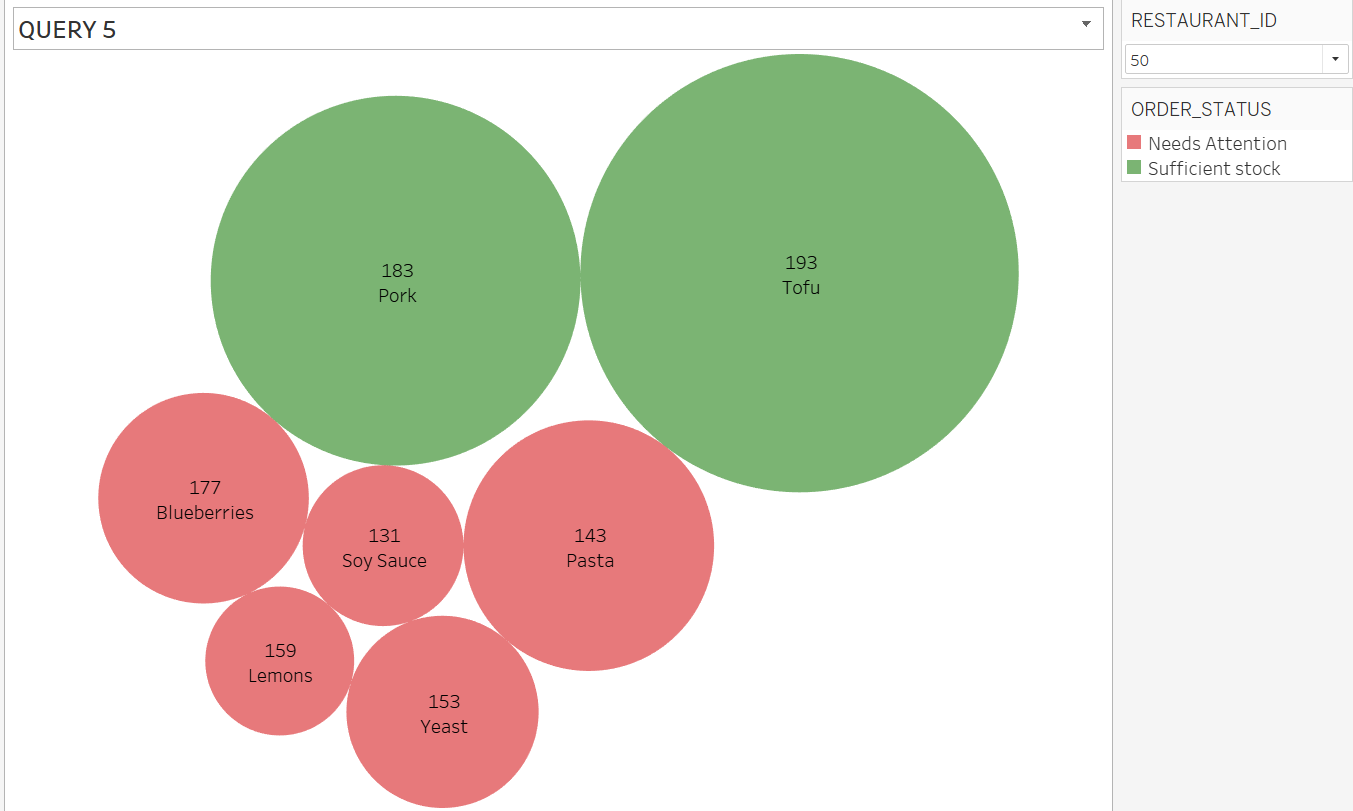 QUERY 5
RESTAURANT_ID
50
ORDER_STATUS
Needs Attention
Sufficient stock
193
Tofu
183
Pork
177
Blueberries
131
Soy Sauce
143
Pasta
159
Lemons
153
Yeast